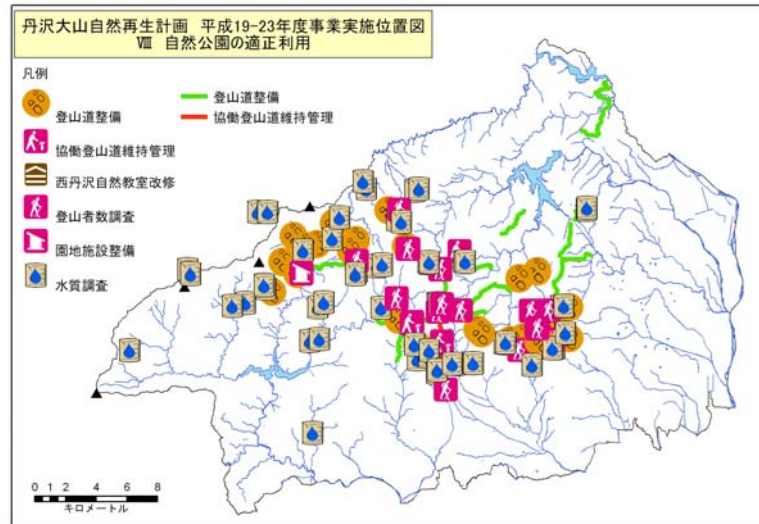 丹沢大山自然再生計画 平成19-23年度事業実施位置図
Ⅷ 自然公園の適正利用
凡例
登山道整備
協働登山道維持管理
西丹沢自然教室改修
登山者数調査
園地施設整備
水質調査
登山道整備
協働登山道維持管理
0 1 2 4 6 8
キロメートル